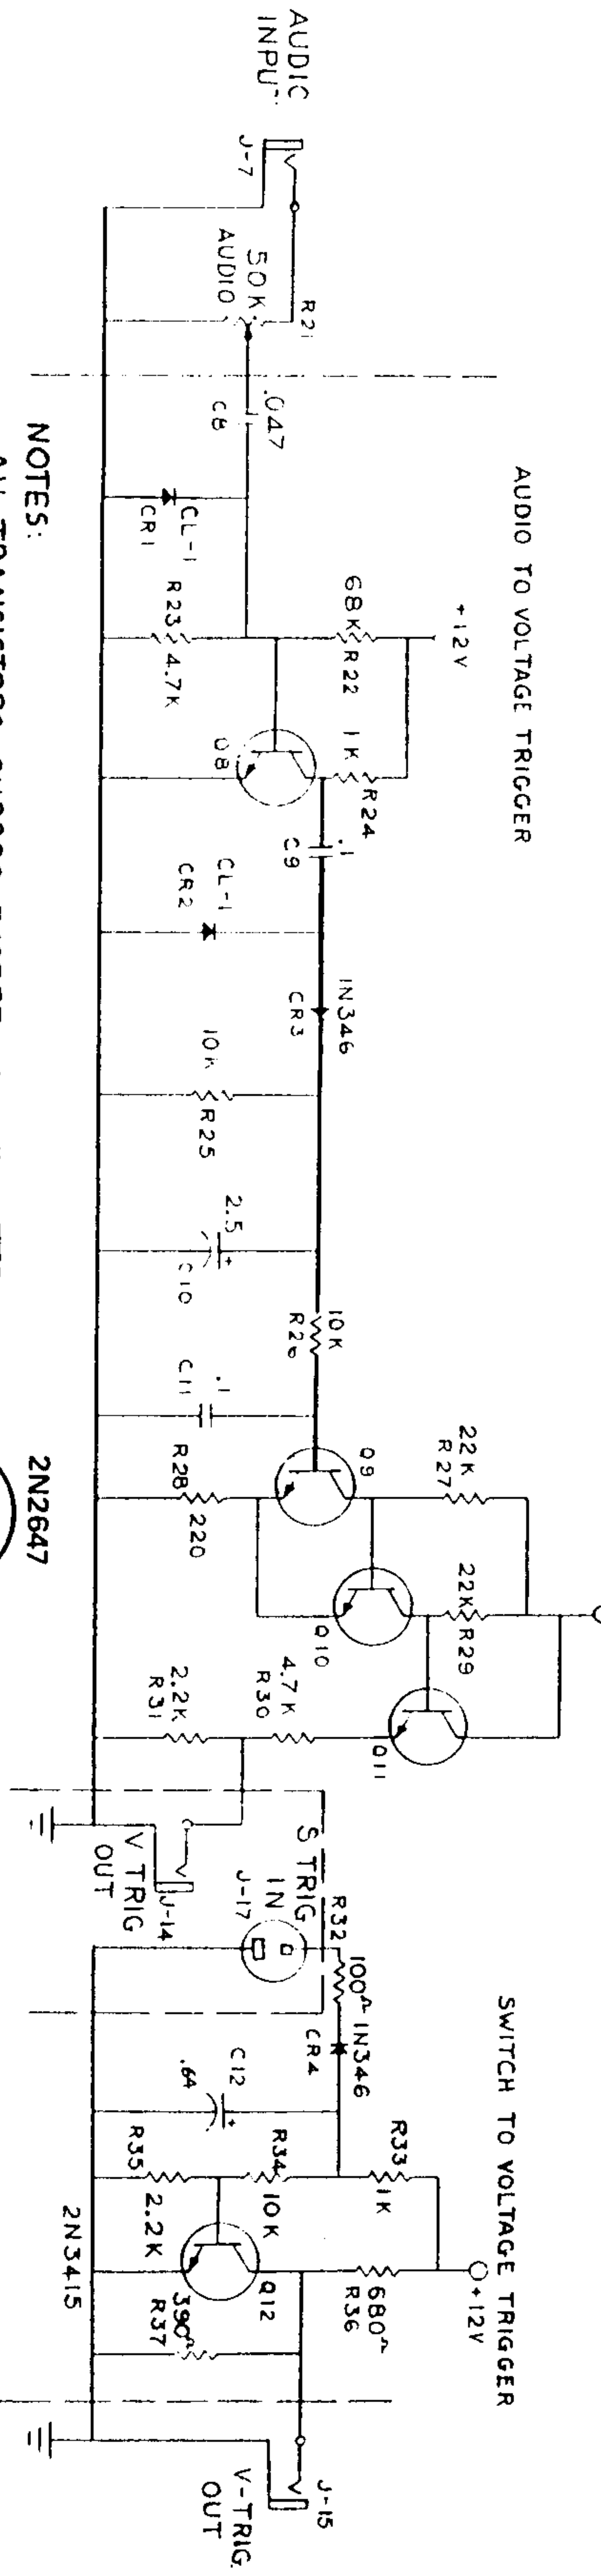 AUDIO TO VOLTAGE TRIGGER
AUDIO
INPUT
J-7
R21
50K
AUDIO
.047
C8
CL-1
CR1
+12V
68K
R22
R23
4.7K
1K
R24
Q8
.1
C9
CL-1
CR2
1N346
CR3
10K
R25
2.5
+
C10
10K
R26
.1
C11
Q9
22K
R27
R28
220
22K
R29
Q10
4.7K
R30
2.2K
R31
Q11
V TRIG
OUT
J-14
SWITCH TO VOLTAGE TRIGGER
S TRIG
IN
J-17
R32
100Ω
1N346
CR4
C12
.64
+
R33
1K
R34
10K
R35
2.2K
+12V
680Ω
R36
Q12
390Ω
R37
2N3415
J-15
V-TRIG.
OUT
NOTES:
2N2647